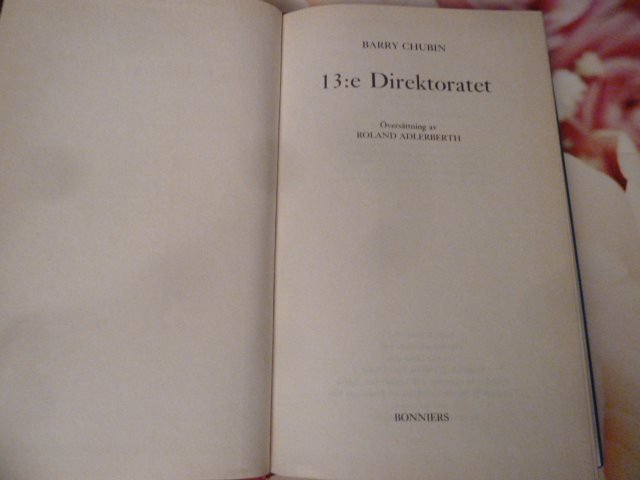 BARRY CHUBIN
13:e Direktoratet
Översättning av
ROLAND ADLERBERTH
BONNIERS